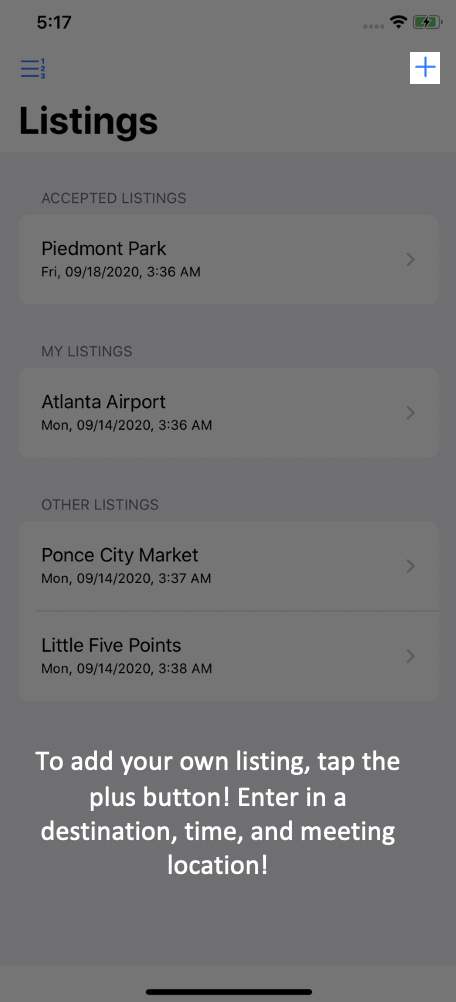 5:17
1
2
3
Listings
ACCEPTED LISTINGS
Piedmont Park
Fri, 09/18/2020, 3:36 AM
MY LISTINGS
Atlanta Airport
Mon, 09/14/2020, 3:36 AM
OTHER LISTINGS
Ponce City Market
Mon, 09/14/2020, 3:37 AM
Little Five Points
Mon, 09/14/2020, 3:38 AM
To add your own listing, tap the
plus button! Enter in a
destination, time, and meeting
location!